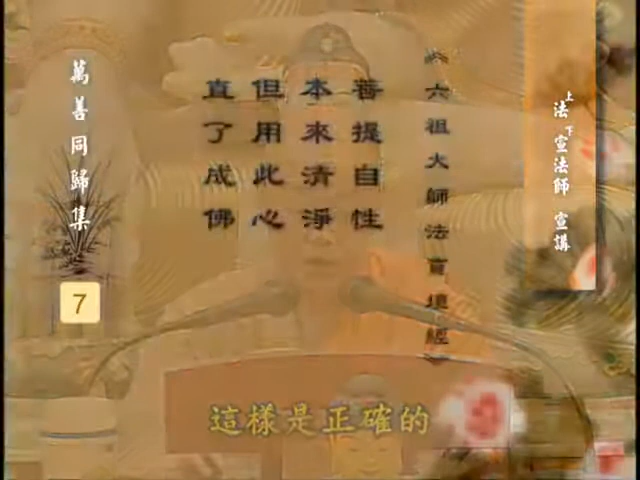 上法下宣法師 宣講
六祖大師法寶壇經
菩提自性
本來清淨
但用此心
直了成佛
萬善同歸集
7
這樣是正確的